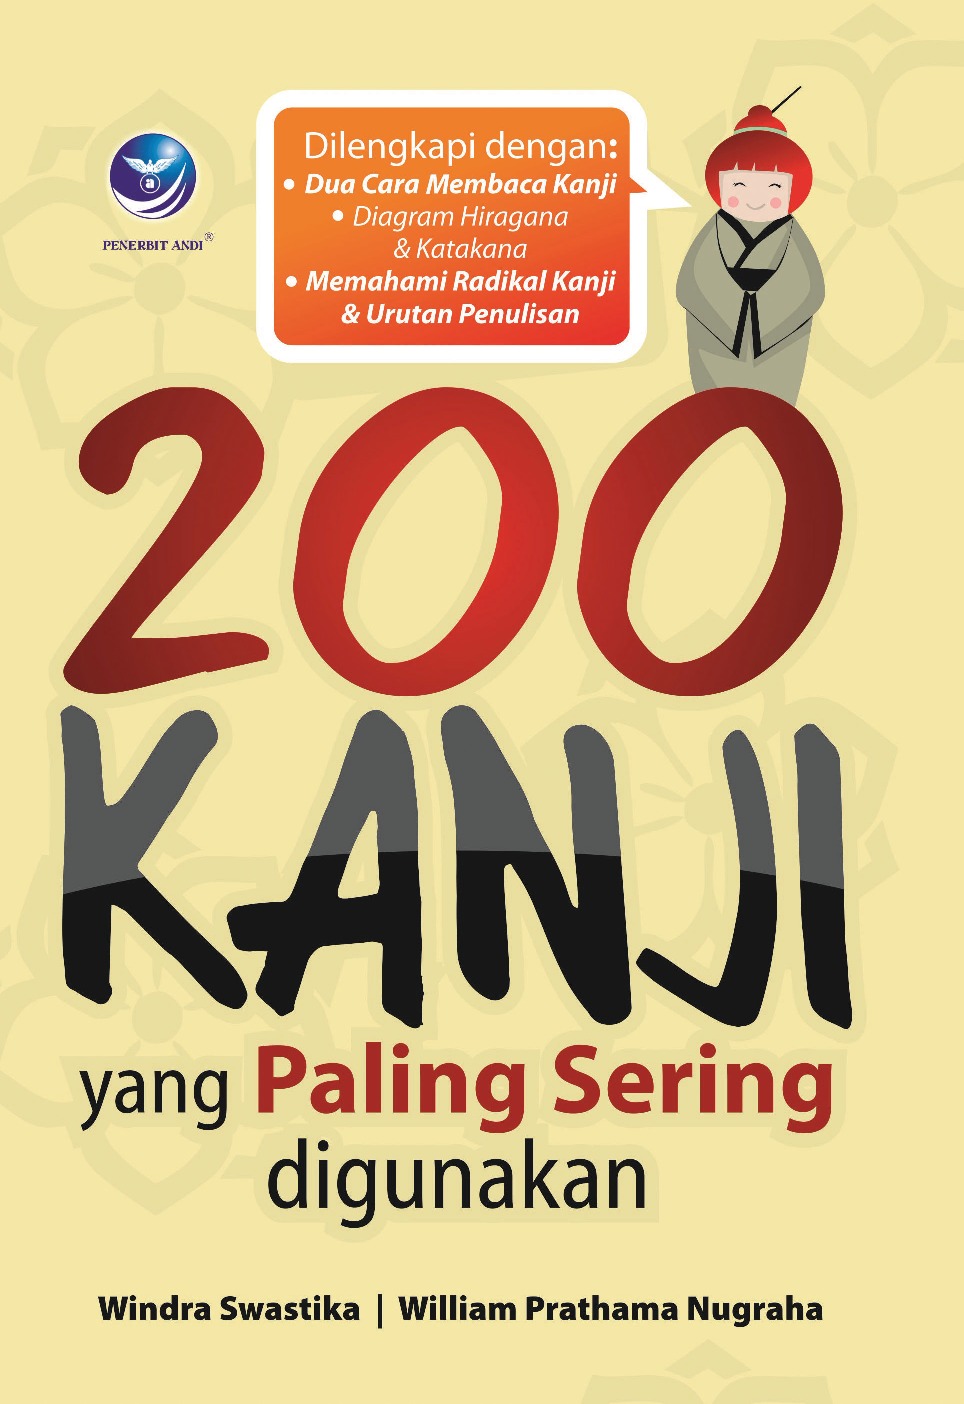 PENERBIT ANDI®
a
Dilengkapi dengan:
• Dua Cara Membaca Kanji
• Diagram Hiragana
& Katakana
• Memahami Radikal Kanji
& Urutan Penulisan
200
KANJI
yang Paling Sering
digunakan
Windra Swastika | William Prathama Nugraha